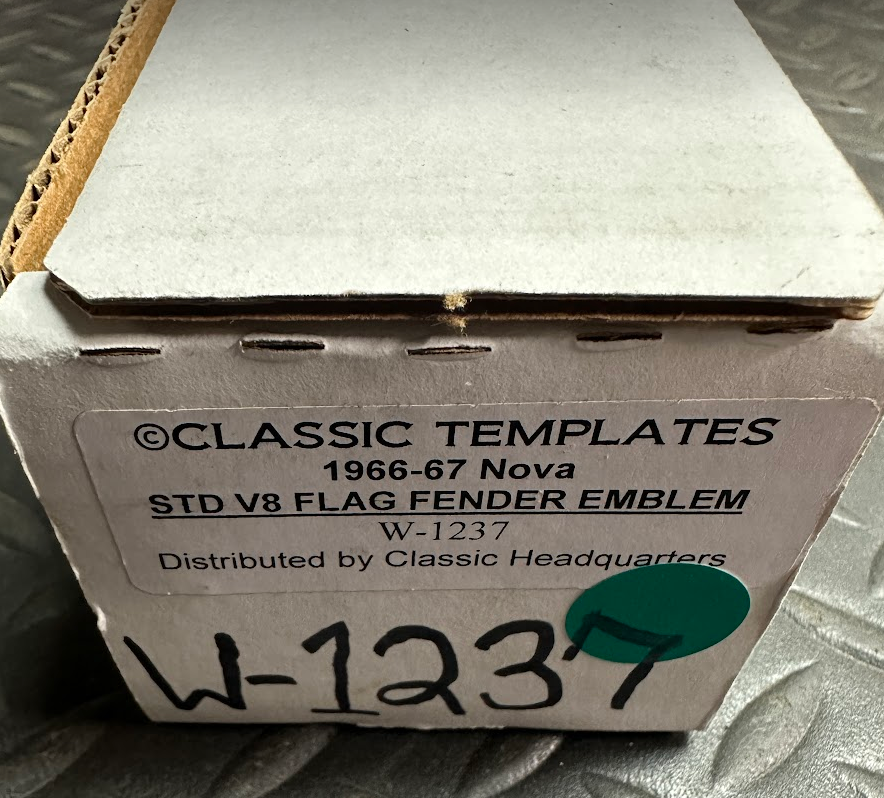 ©CLASSIC TEMPLATES
1966-67 Nova
STD V8 FLAG FENDER EMBLEM
W-1237
Distributed by Classic Headquarters
W-1237